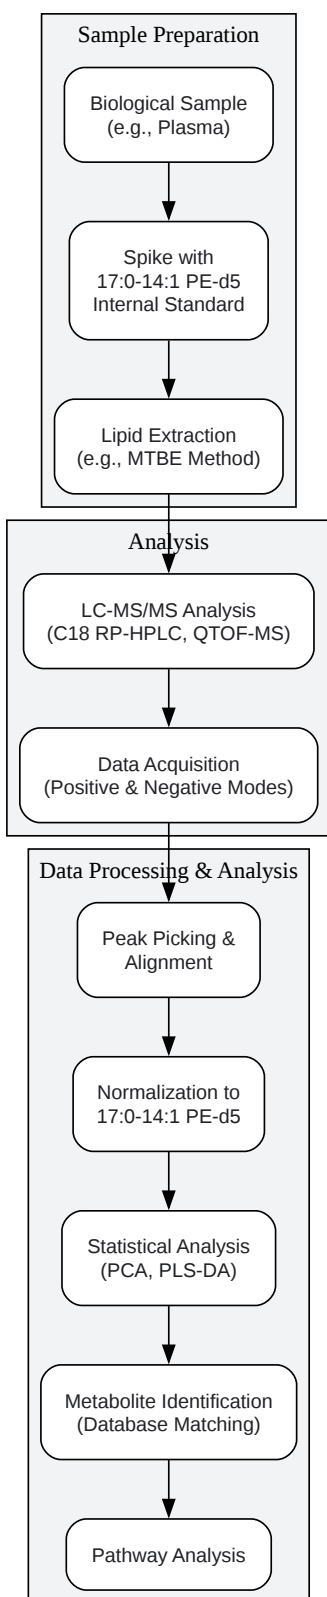 Sample Preparation
Biological Sample
(e.g., Plasma)
Spike with
17:0-14:1 PE-d5
Internal Standard
Lipid Extraction
(e.g., MTBE Method)
Analysis
LC-MS/MS Analysis
(C18 RP-HPLC, QTOF-MS)
Data Acquisition
(Positive & Negative Modes)
Data Processing & Analysis
Peak Picking &
Alignment
Normalization to
17:0-14:1 PE-d5
Statistical Analysis
(PCA, PLS-DA)
Metabolite Identification
(Database Matching)
Pathway Analysis